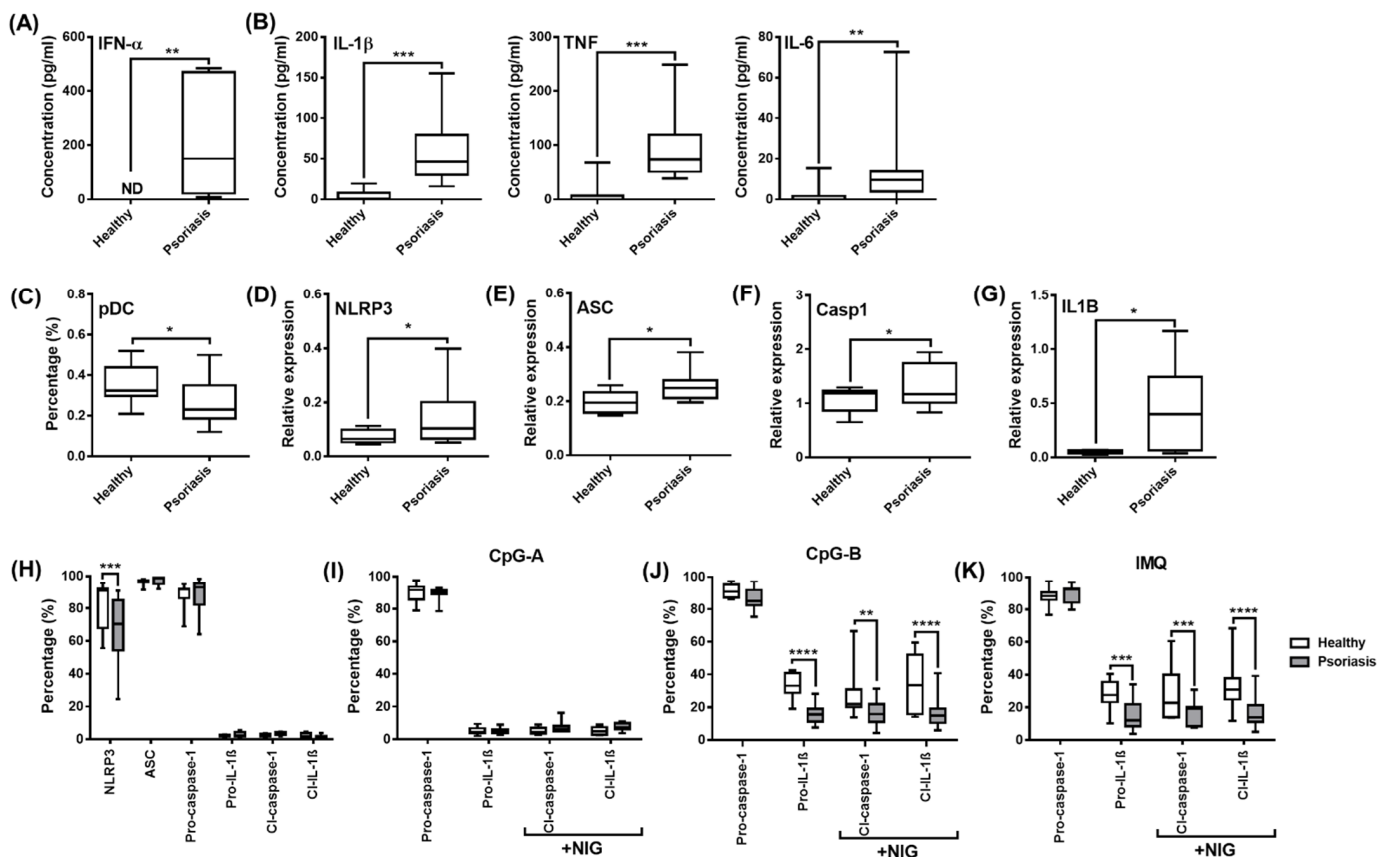 (A)
IFN-α
**
Concentration (pg/ml)
600
400
200
0
ND
Healthy
Psoriasis
(B)
IL-1β
***
Concentration (pg/ml)
200
150
100
50
0
Healthy
Psoriasis
TNF
***
Concentration (pg/ml)
300
200
100
0
Healthy
Psoriasis
IL-6
**
Concentration (pg/ml)
80
60
40
20
0
Healthy
Psoriasis
(C)
pDC
*
Percentage (%)
0.8
0.6
0.4
0.2
0.0
Healthy
Psoriasis
(D)
NLRP3
*
Relative expression
0.6
0.4
0.2
0.0
Healthy
Psoriasis
(E)
ASC
*
Relative expression
0.6
0.4
0.2
0.0
Healthy
Psoriasis
(F)
Casp1
*
Relative expression
3
2
1
0
Healthy
Psoriasis
(G)
IL1B
*
Relative expression
1.5
1.0
0.5
0.0
Healthy
Psoriasis
(H)
***
Percentage (%)
100
80
60
40
20
0
NLRP3
ASC
Pro-caspase-1
Pro-IL-1ß
Cl-caspase-1
Cl-IL-1ß
(I)
CpG-A
Percentage (%)
100
80
60
40
20
0
Pro-caspase-1
Pro-IL-1ß
Cl-caspase-1
Cl-IL-1ß
+NIG
(J)
CpG-B
Percentage (%)
100
80
60
40
20
0
****
**
****
Pro-caspase-1
Pro-IL-1ß
Cl-caspase-1
Cl-IL-1ß
+NIG
(K)
IMQ
Percentage (%)
100
80
60
40
20
0
***
***
****
Pro-caspase-1
Pro-IL-1ß
Cl-caspase-1
Cl-IL-1ß
+NIG
Healthy
Psoriasis